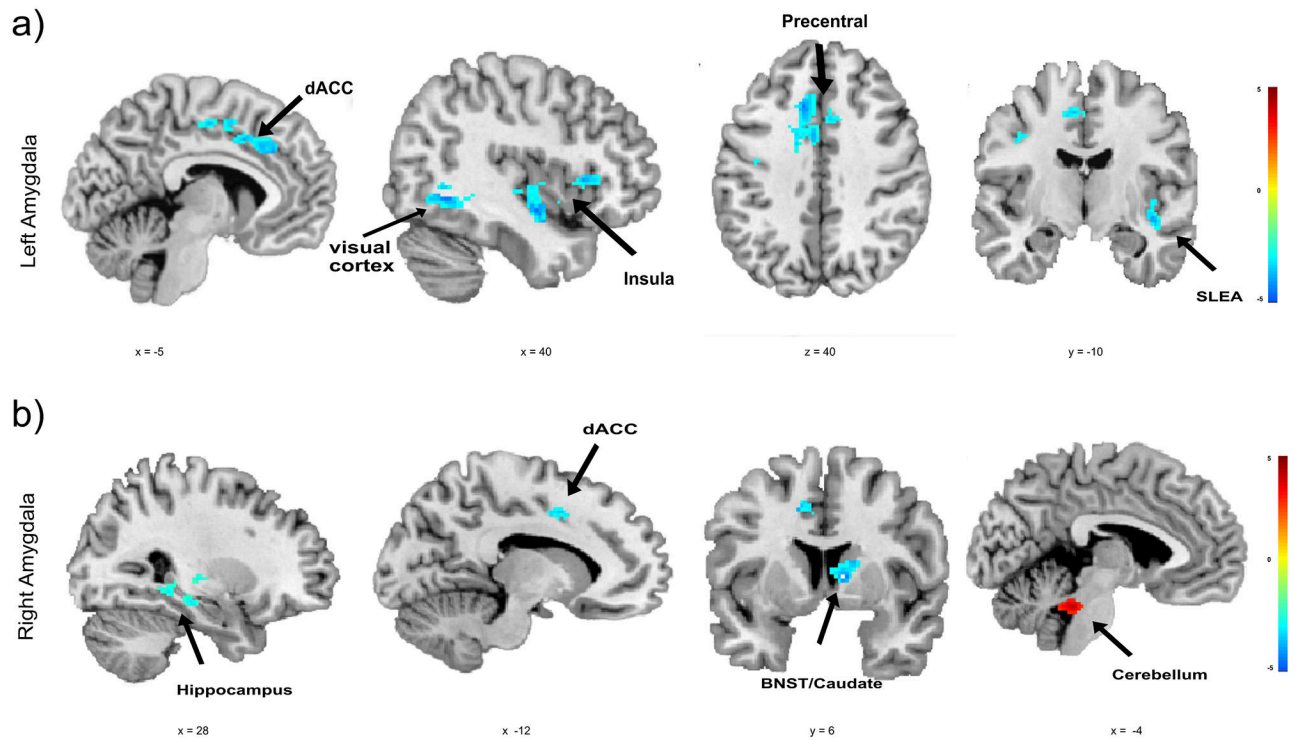 a)
Left Amygdala
dACC
visual
cortex
Insula
Precentral
SLEA
5
0
-5
x = -5
x = 40
z = 40
y = -10
b)
Right Amygdala
Hippocampus
dACC
BNST/Caudate
Cerebellum
5
0
-5
x = 28
x -12
y = 6
x = -4